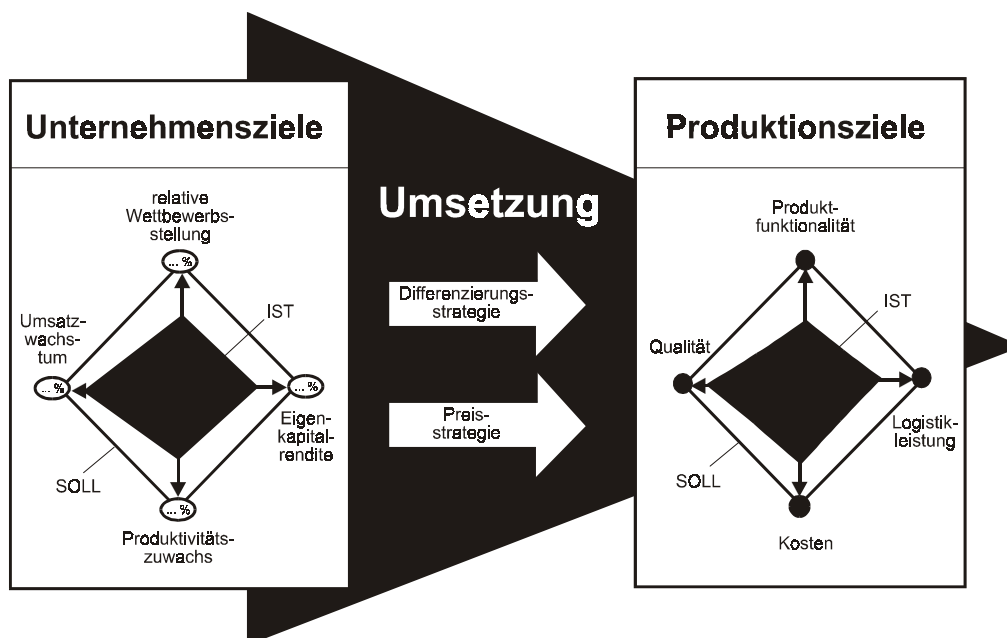 Unternehmensziele
relative
Wettbewerbs-
stellung
... %
IST
Umsatz-
wachs-
tum
... %
... %
Eigen-
kapital-
rendite
SOLL
... %
Produktivitäts-
zuwachs
Umsetzung
Differenzierungs-
strategie
Preis-
strategie
Produktionsziele
Produkt-
funktionalität
IST
Qualität
Logistik-
leistung
SOLL
Kosten